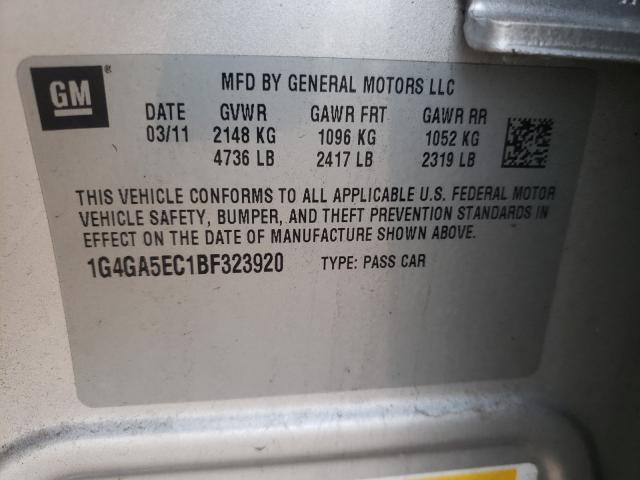 GM ®
MFD BY GENERAL MOTORS LLC
DATE GVWR GAWR FRT GAWR RR
03/11 2148 KG 1096 KG 1052 KG
4736 LB 2417 LB 2319 LB
THIS VEHICLE CONFORMS TO ALL APPLICABLE U.S. FEDERAL MOTOR
VEHICLE SAFETY, BUMPER, AND THEFT PREVENTION STANDARDS IN
EFFECT ON THE DATE OF MANUFACTURE SHOWN ABOVE.
1G4GA5EC1BF323920 TYPE: PASS CAR